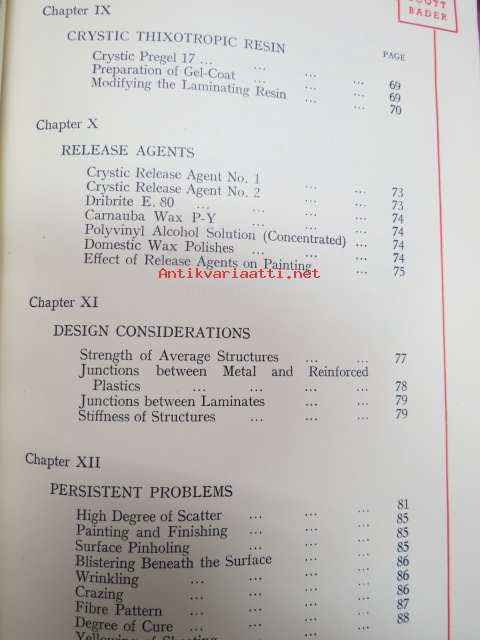 SCOTT
BADER
Chapter IX
CRYSTIC THIXOTROPIC RESIN
PAGE
Crystic Pregel 17 ... ... ... ... 69
Preparation of Gel-Coat ... ... ... 69
Modifying the Laminating Resin ... ... 70
Chapter X
RELEASE AGENTS
Crystic Release Agent No. 1 ... ... 73
Crystic Release Agent No. 2 ... ... 73
Dribrite E. 80 ... ... ... ... 74
Carnauba Wax P-Y ... ... ... 74
Polyvinyl Alcohol Solution (Concentrated) ... 74
Domestic Wax Polishes ... ... ... 74
Effect of Release Agents on Painting ... 75
Antikvariaatti.net
Chapter XI
DESIGN CONSIDERATIONS
Strength of Average Structures ... ... 77
Junctions between Metal and Reinforced
Plastics ... ... ... ... 78
Junctions between Laminates ... ... 79
Stiffness of Structures ... ... ... 79
Chapter XII
PERSISTENT PROBLEMS
81
High Degree of Scatter ... ... ... 85
Painting and Finishing ... ... ... 85
Surface Pinholing ... ... ... 85
Blistering Beneath the Surface ... ... 86
Wrinkling ... ... ... ... 86
Crazing ... ... ... ... 86
Fibre Pattern ... ... ... ... 87
Degree of Cure ... ... ... ... 88